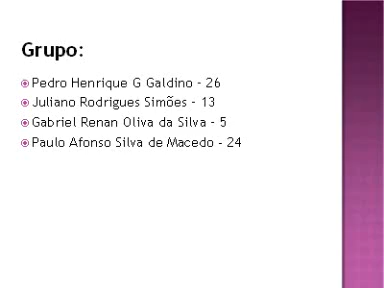 Grupo:
Pedro Henrique G Galdino - 26
Juliano Rodrigues Simões - 13
Gabriel Renan Oliva da Silva - 5
Paulo Afonso Silva de Macedo - 24